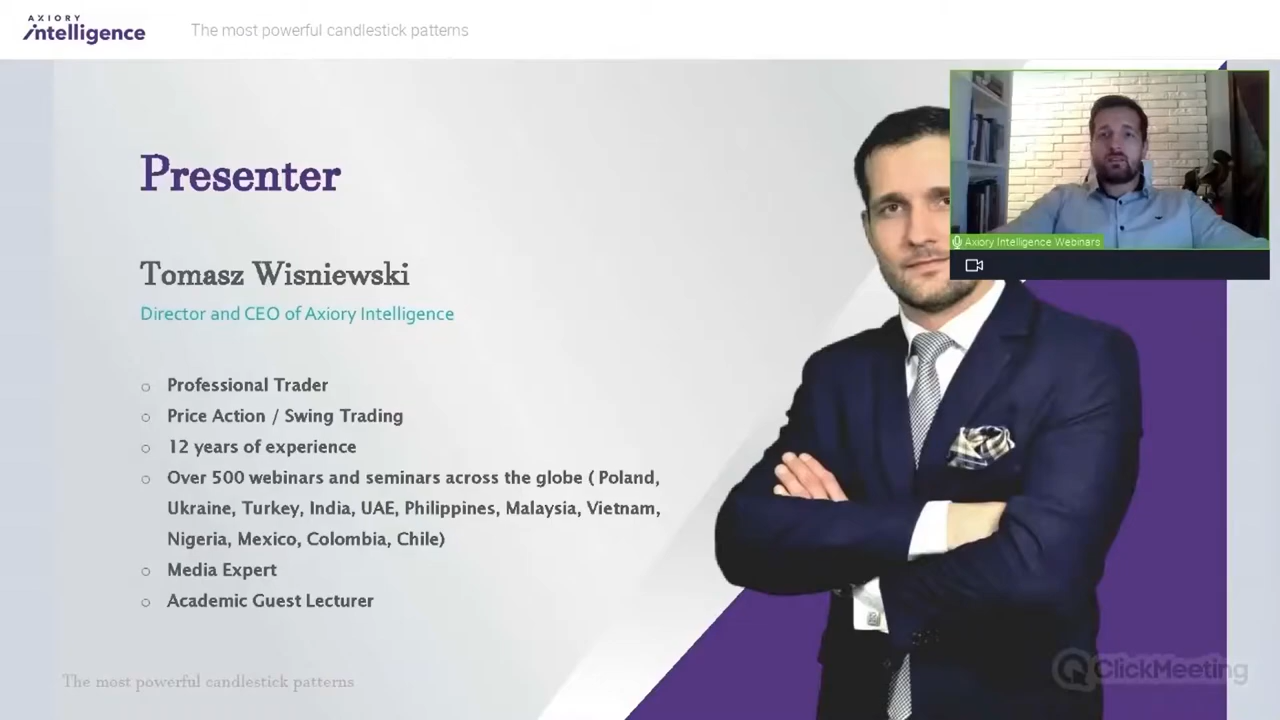 AXIORY
intelligence
The most powerful candlestick patterns
Presenter
Tomasz Wisniewski
Director and CEO of Axiory Intelligence
Professional Trader
Price Action / Swing Trading
12 years of experience
Over 500 webinars and seminars across the globe ( Poland,
Ukraine, Turkey, India, UAE, Philippines, Malaysia, Vietnam,
Nigeria, Mexico, Colombia, Chile)
Media Expert
Academic Guest Lecturer
Axiory Intelligence Webinars
The most powerful candlestick patterns
ClickMeeting